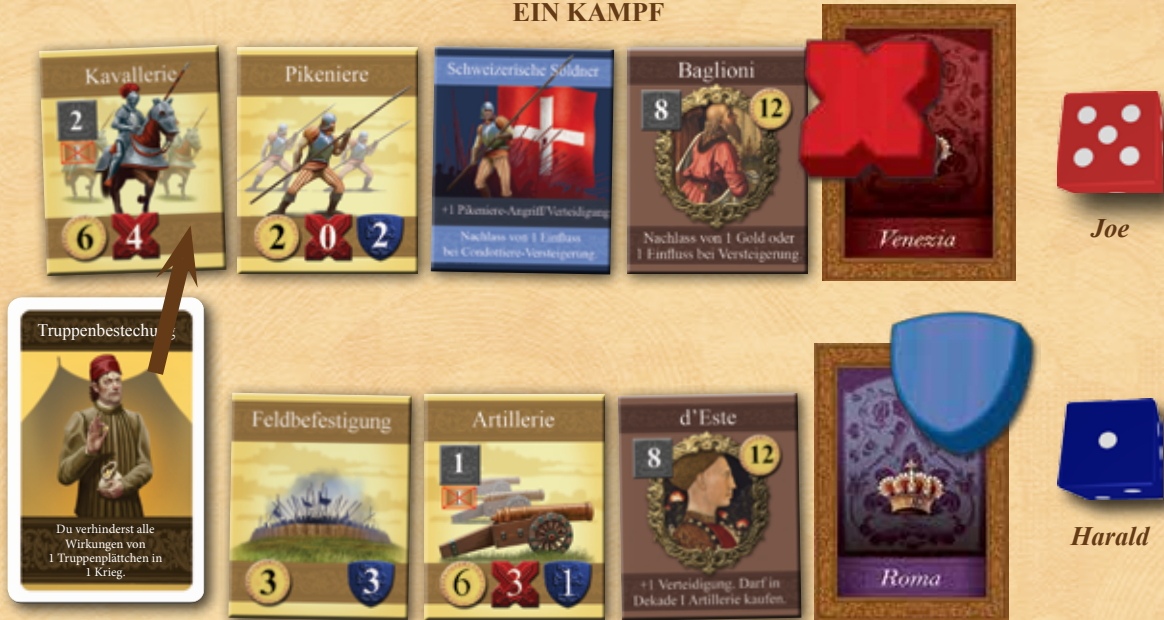 EIN KAMPF
Kavallerie
2
6 4
Pikeniere
2 0 2
Schweizerische Söldner
+1 Pikeniere-Angriff/Verteidigung
Nachlass von 1 Einfluss
bei Condottiere-Versteigerung.
Baglioni
8 12
Nachlass von 1 Gold oder
1 Einfluss bei Versteigerung
Venezia
Joe
Truppenbestechung
Du verhinderst alle
Wirkungen von
1 Truppenplättchen in
1 Krieg.
Feldbefestigung
3 3
Artillerie
1
6 3 1
d'Este
8 12
+1 Verteidigung. Darf in
Dekade I Artillerie kaufen.
Roma
Harald